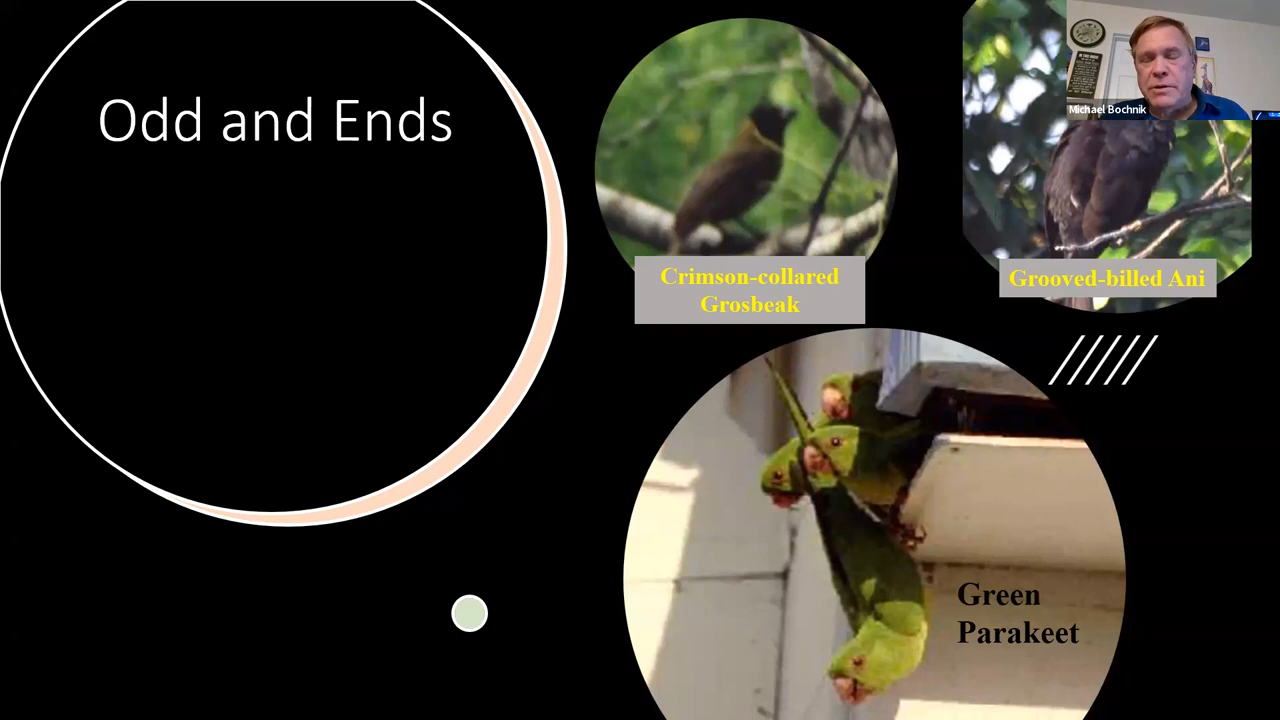 Odd and Ends
Crimson-collared
Grosbeak
Michael Bochnik
Grooved-billed Ani
Green
Parakeet